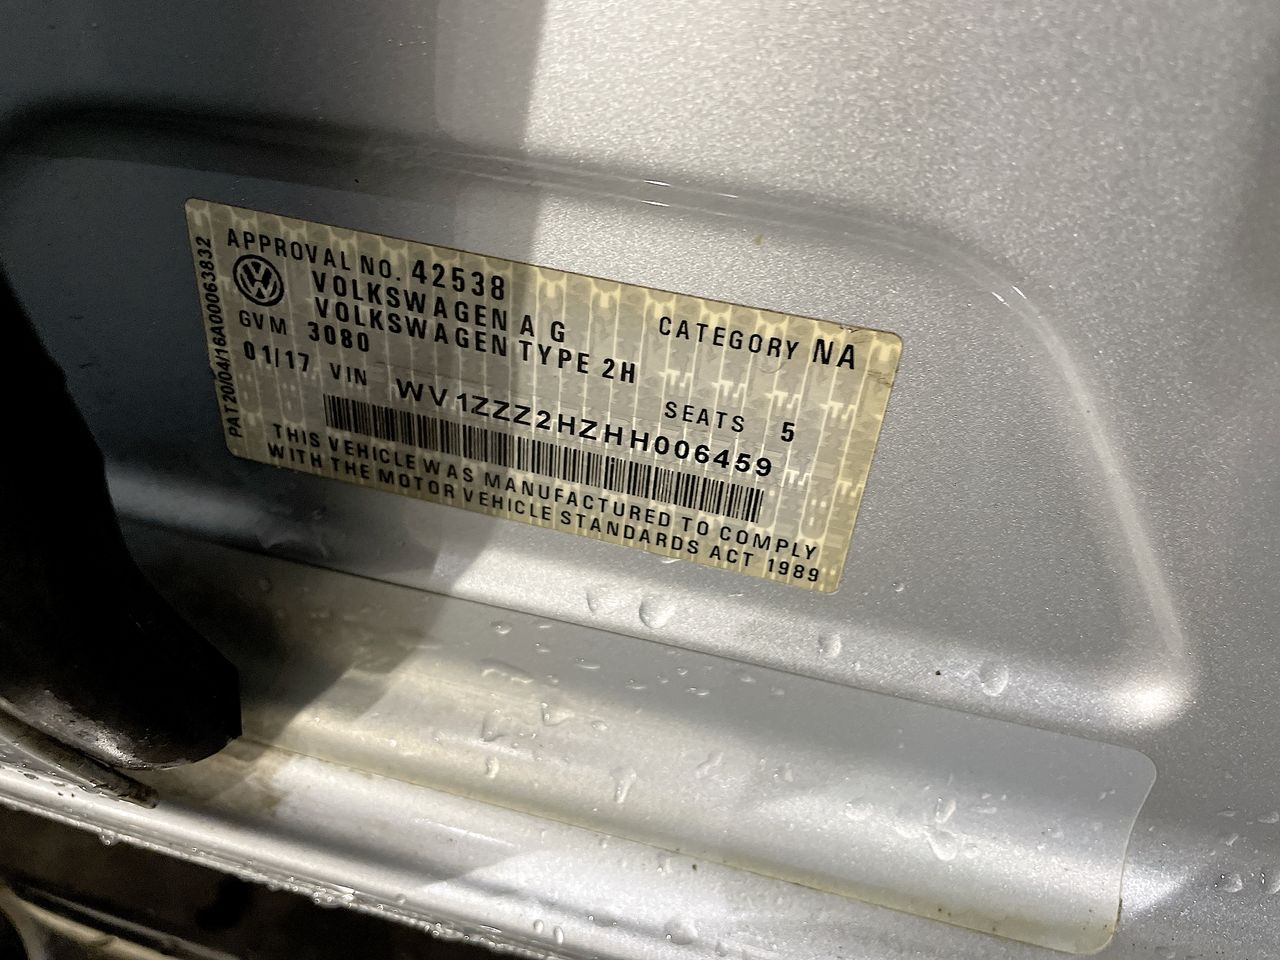 APPROVAL NO. 42538
VOLKSWAGEN A G
CATEGORY NA
VOLKSWAGEN TYPE 2H
GVM 3080
SEATS 5
01/17 VIN WV1ZZZ2HZHH006459
THIS VEHICLE WAS MANUFACTURED TO COMPLY
WITH THE MOTOR VEHICLE STANDARDS ACT 1989
PAT20/04/16A00063832